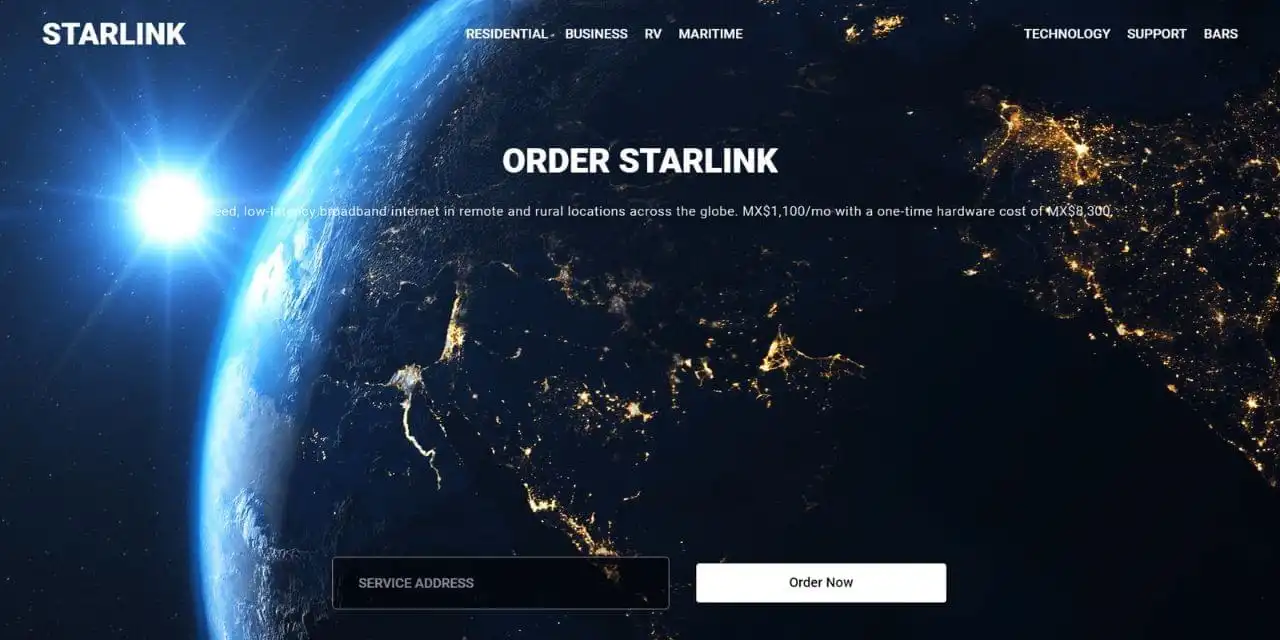 STARLINK
RESIDENTIAL BUSINESS RV MARITIME
TECHNOLOGY SUPPORT BARS
ORDER STARLINK
low-latency broadband internet in remote and rural locations across the globe. MX$1,100/mo with a one-time hardware cost of MX$8,300.
SERVICE ADDRESS
Order Now